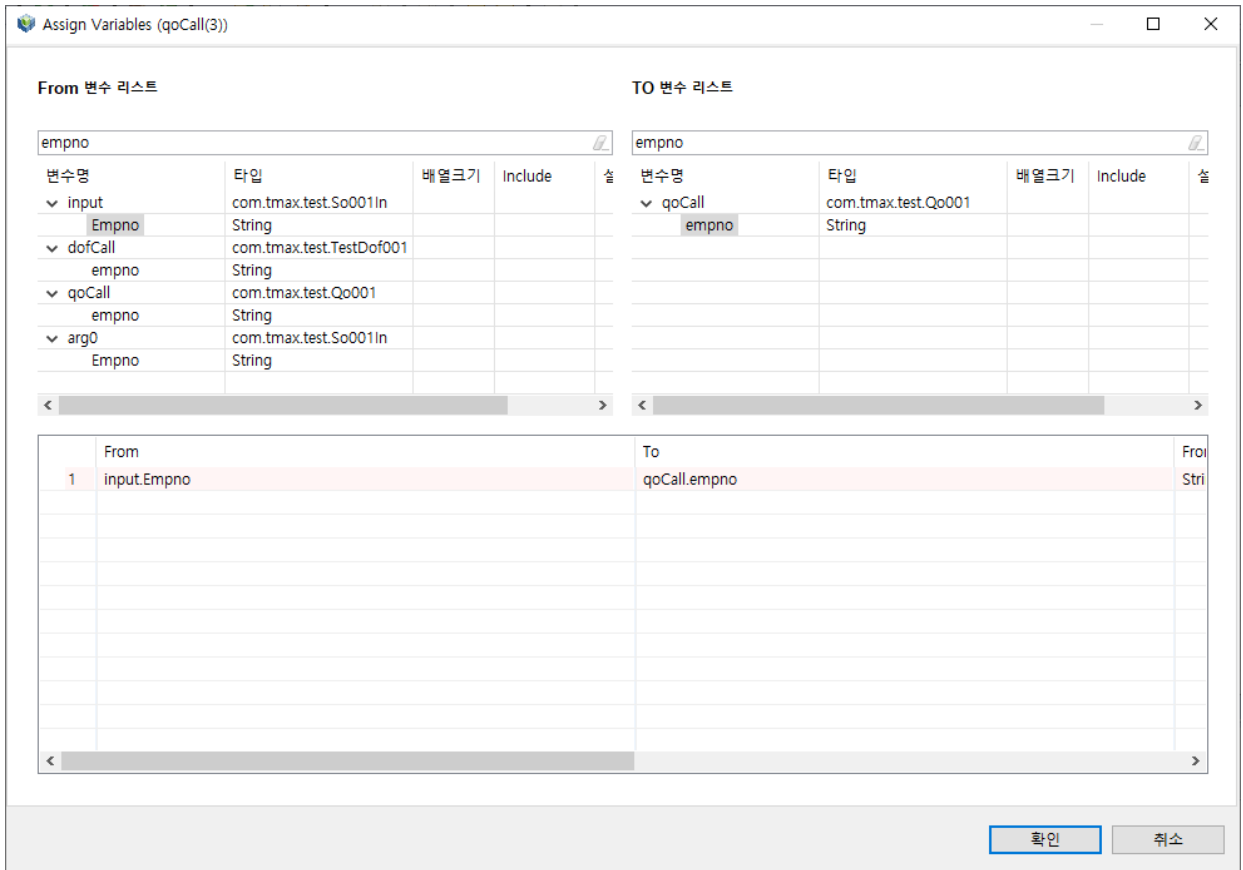 Assign Variables (qoCall(3))
From 변수 리스트
TO 변수 리스트
empno
empno
변수명 타입 배열크기 Include
변수명 타입 배열크기 Include
input com.tmax.test.So001In
Empno String
dofCall com.tmax.test.TestDof001
empno String
qoCall com.tmax.test.Qo001
empno String
arg0 com.tmax.test.So001In
Empno String
qoCall com.tmax.test.Qo001
empno String
From To
1 input.Empno qoCall.empno Stri
확인 취소